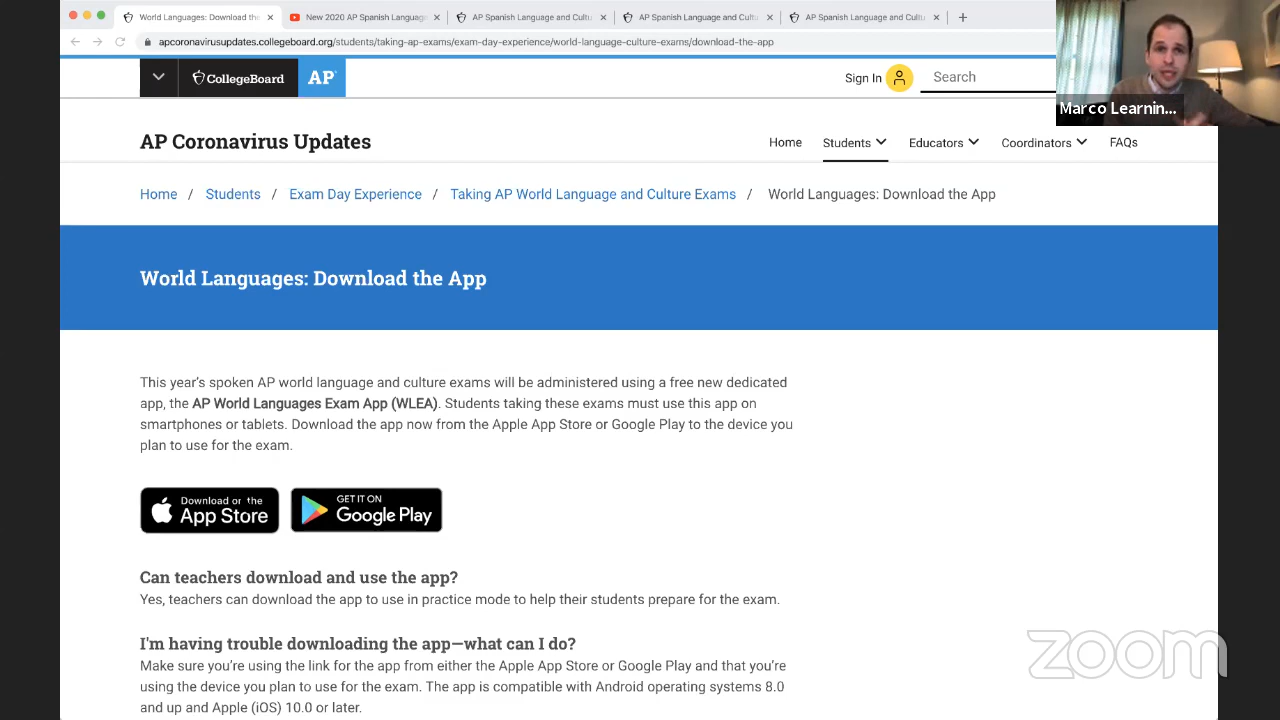 World Languages: Download the
New 2020 AP Spanish Language
AP Spanish Language and Cultu
AP Spanish Language and Cultu
AP Spanish Language and Cultu
apcoronavirusupdates.collegeboard.org/students/taking-ap-exams/exam-day-experience/world-language-culture-exams/download-the-app
CollegeBoard AP
Sign In
Search
Marco Learnin...
AP Coronavirus Updates
Home Students Educators Coordinators FAQs
Home / Students / Exam Day Experience / Taking AP World Language and Culture Exams / World Languages: Download the App
World Languages: Download the App
This year's spoken AP world language and culture exams will be administered using a free new dedicated
app, the AP World Languages Exam App (WLEA). Students taking these exams must use this app on
smartphones or tablets. Download the app now from the Apple App Store or Google Play to the device you
plan to use for the exam.
Download on the
App Store
GET IT ON
Google Play
Can teachers download and use the app?
Yes, teachers can download the app to use in practice mode to help their students prepare for the exam.
I'm having trouble downloading the app—what can I do?
Make sure you're using the link for the app from either the Apple App Store or Google Play and that you're
using the device you plan to use for the exam. The app is compatible with Android operating systems 8.0
and up and Apple (iOS) 10.0 or later.
zoom